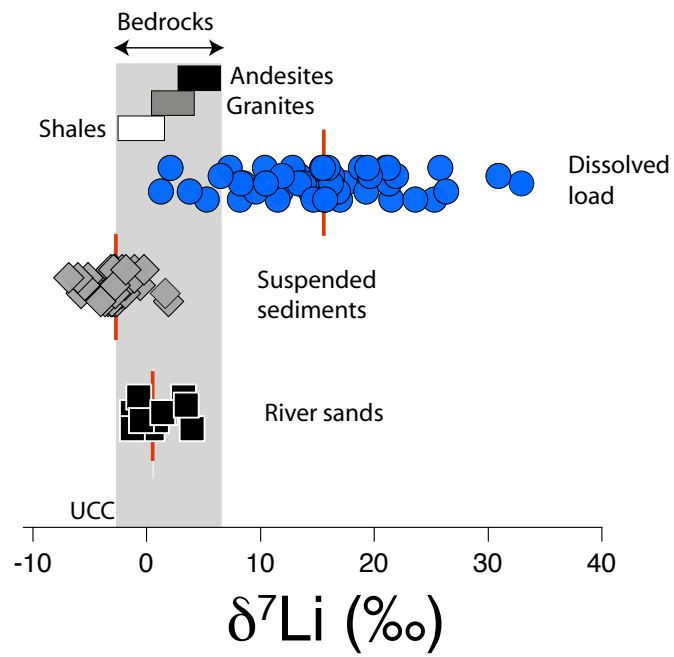 Bedrocks
Andesites
Granites
Shales
Dissolved
load
Suspended
sediments
River sands
UCC
-10 0 10 20 30 40
δ⁷Li (‰)